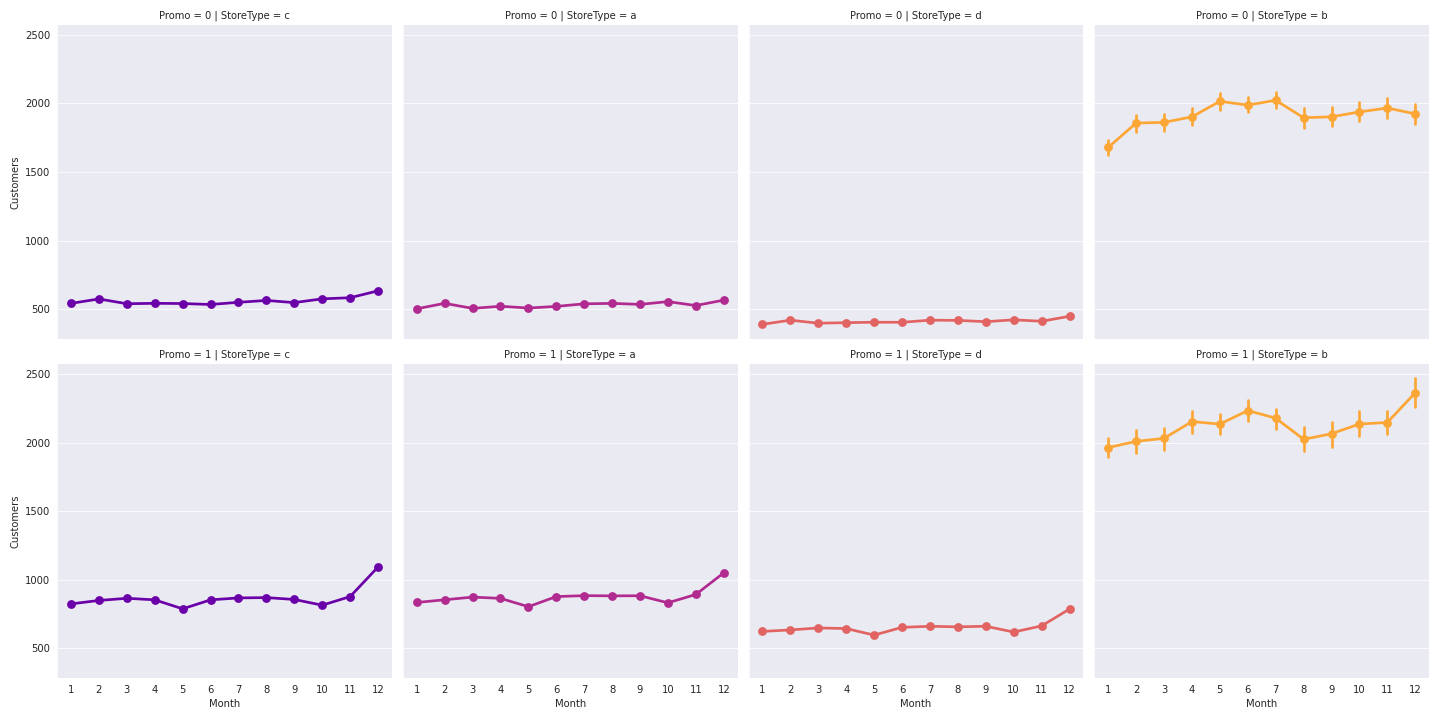 Promo = 0 | StoreType = c
Promo = 0 | StoreType = a
Promo = 0 | StoreType = d
Promo = 0 | StoreType = b
2500
2000
1500
1000
500
Customers
Promo = 1 | StoreType = c
Promo = 1 | StoreType = a
Promo = 1 | StoreType = d
Promo = 1 | StoreType = b
2500
2000
1500
1000
500
Customers
1 2 3 4 5 6 7 8 9 10 11 12
Month
1 2 3 4 5 6 7 8 9 10 11 12
Month
1 2 3 4 5 6 7 8 9 10 11 12
Month
1 2 3 4 5 6 7 8 9 10 11 12
Month